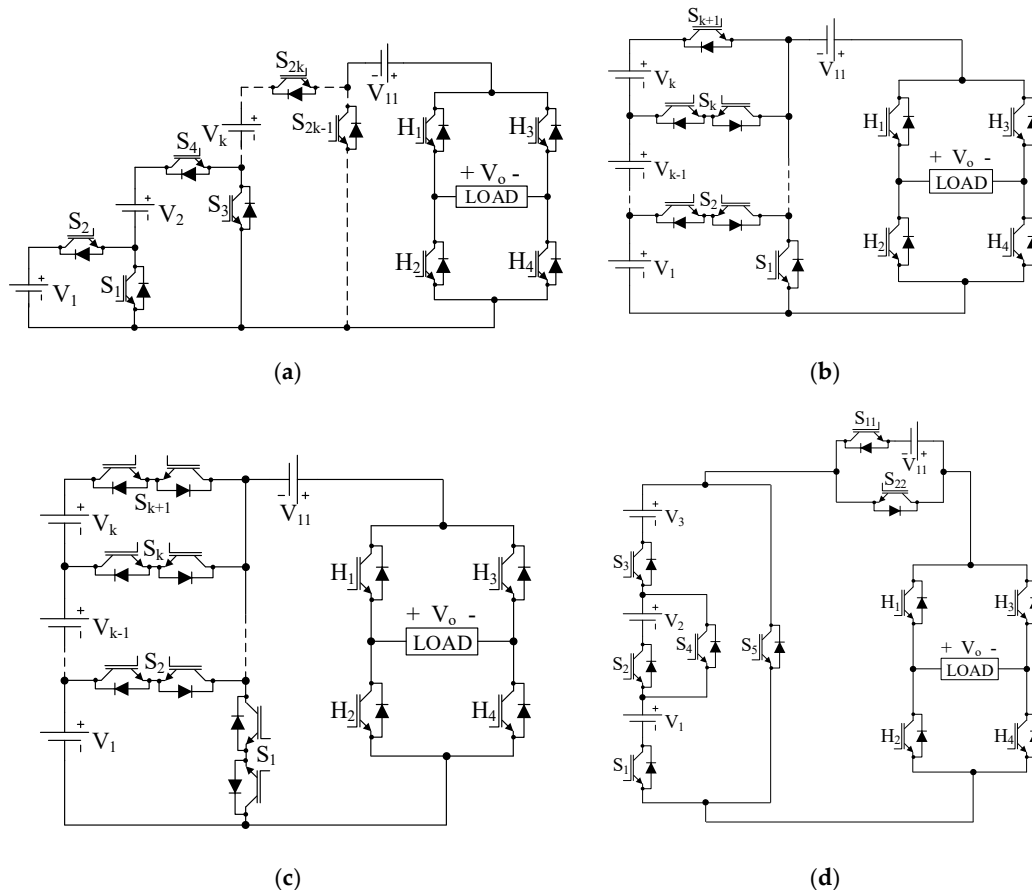 S2k
V11
S2k-1
H1
H3
Vk
S4
+ Vo -
LOAD
S3
V2
S2
H2
H4
S1
V1
(a)
Sk+1
V11
Vk
Sk
H1
H3
+ Vo -
LOAD
Vk-1
S2
H2
H4
V1
S1
(b)
Sk+1
V11
Vk
Sk
H1
H3
+ Vo -
LOAD
Vk-1
S2
H2
H4
V1
S1
(c)
S11
V11
S22
V3
S3
H1
H3
V2
S4
S5
+ Vo -
LOAD
S2
V1
H2
H4
S1
(d)